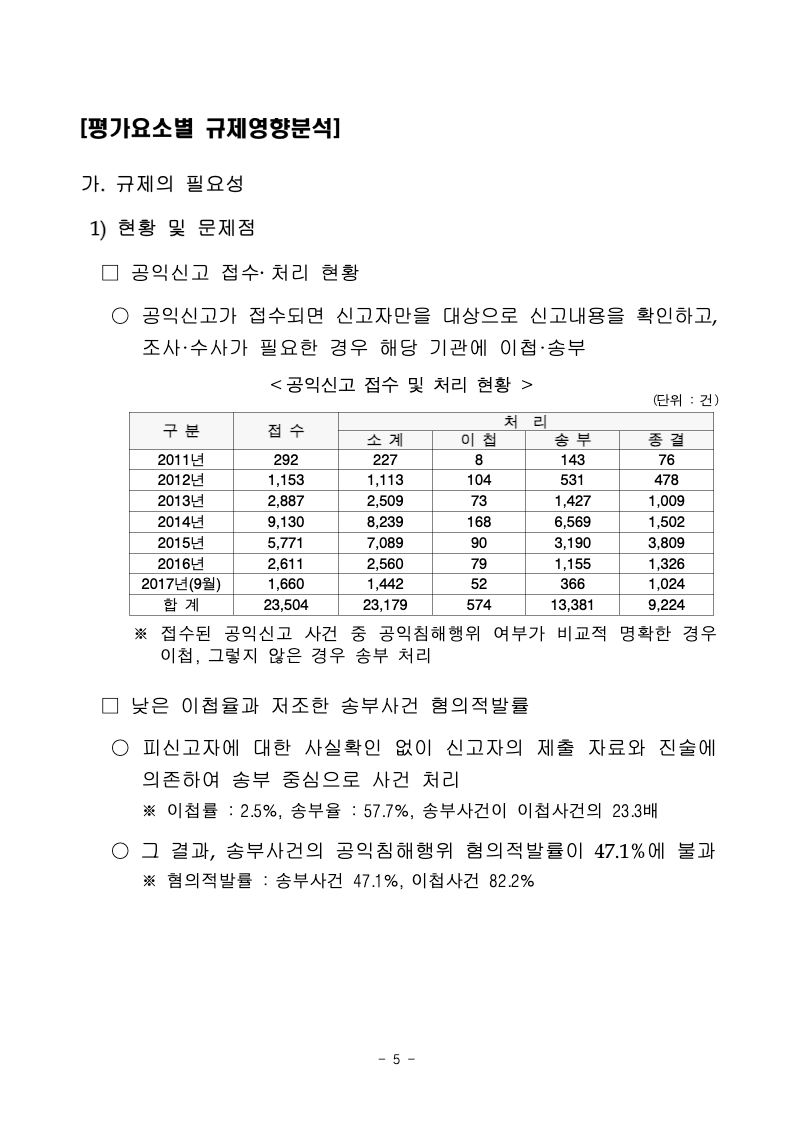 [평가요소별 규제영향분석]
가. 규제의 필요성
1) 현황 및 문제점
□ 공익신고 접수·처리 현황
○ 공익신고가 접수되면 신고자만을 대상으로 신고내용을 확인하고,
조사·수사가 필요한 경우 해당 기관에 이첩·송부
< 공익신고 접수 및 처리 현황 >
(단위 : 건)
구 분 접 수 처 리
소 계 이 첩 송 부 종 결
2011년 292 227 8 143 76
2012년 1,153 1,113 104 531 478
2013년 2,887 2,509 73 1,427 1,009
2014년 9,130 8,239 168 6,569 1,502
2015년 5,771 7,089 90 3,190 3,809
2016년 2,611 2,560 79 1,155 1,326
2017년(9월) 1,660 1,442 52 366 1,024
합 계 23,504 23,179 574 13,381 9,224
※ 접수된 공익신고 사건 중 공익침해행위 여부가 비교적 명확한 경우
이첩, 그렇지 않은 경우 송부 처리
□ 낮은 이첩율과 저조한 송부사건 혐의적발률
○ 피신고자에 대한 사실확인 없이 신고자의 제출 자료와 진술에
의존하여 송부 중심으로 사건 처리
※ 이첩률 : 2.5%, 송부율 : 57.7%, 송부사건이 이첩사건의 23.3배
○ 그 결과, 송부사건의 공익침해행위 혐의적발률이 47.1%에 불과
※ 혐의적발률 : 송부사건 47.1%, 이첩사건 82.2%
- 5 -